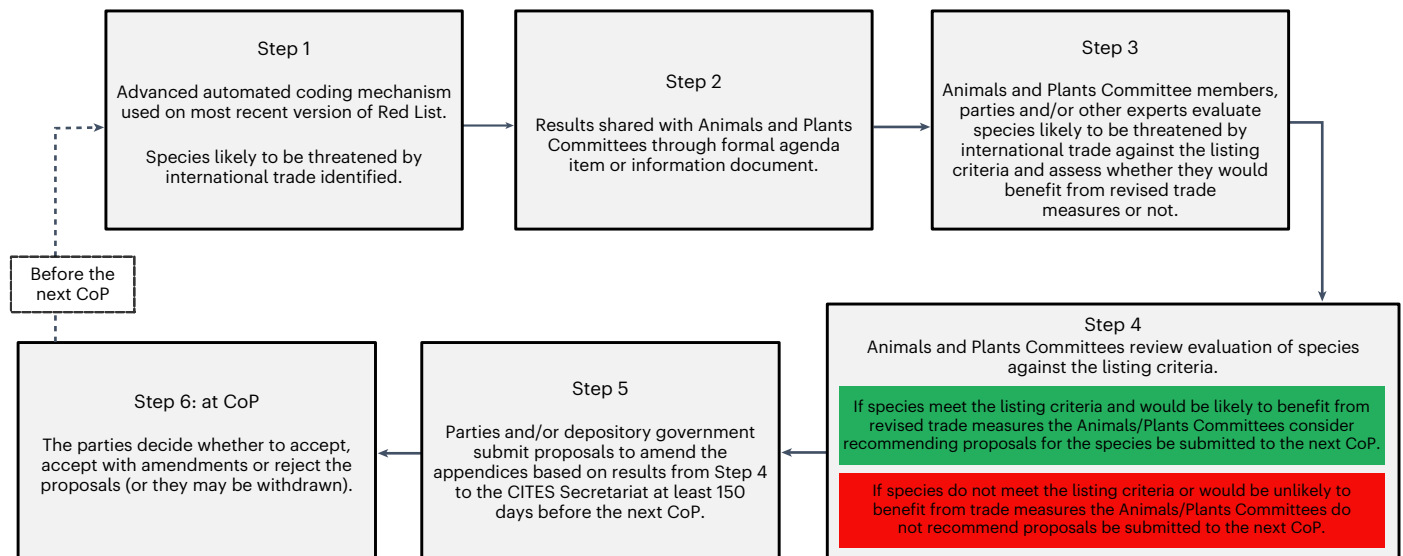 Step 1
Advanced automated coding mechanism
used on most recent version of Red List.
Species likely to be threatened by
international trade identified.
Step 2
Results shared with Animals and Plants
Committees through formal agenda
item or information document.
Step 3
Animals and Plants Committee members,
parties and/or other experts evaluate
species likely to be threatened by
international trade against the listing
criteria and assess whether they would
benefit from revised trade
measures or not.
Step 4
Animals and Plants Committees review evaluation of species
against the listing criteria.
If species meet the listing criteria and would be likely to benefit from
revised trade measures the Animals/Plants Committees consider
recommending proposals for the species be submitted to the next CoP.
If species do not meet the listing criteria or would be unlikely to
benefit from trade measures the Animals/Plants Committees do
not recommend proposals be submitted to the next CoP.
Step 5
Parties and/or depository government
submit proposals to amend the
appendices based on results from Step 4
to the CITES Secretariat at least 150
days before the next CoP.
Step 6: at CoP
The parties decide whether to accept,
accept with amendments or reject the
proposals (or they may be withdrawn).
Before the
next CoP